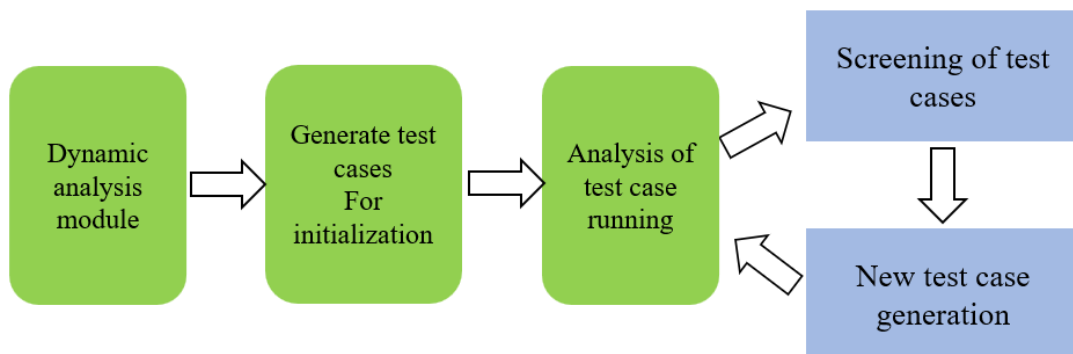 Dynamic
analysis
module
Generate test
cases
For
initialization
Analysis of
test case
running
Screening of test
cases
New test case
generation